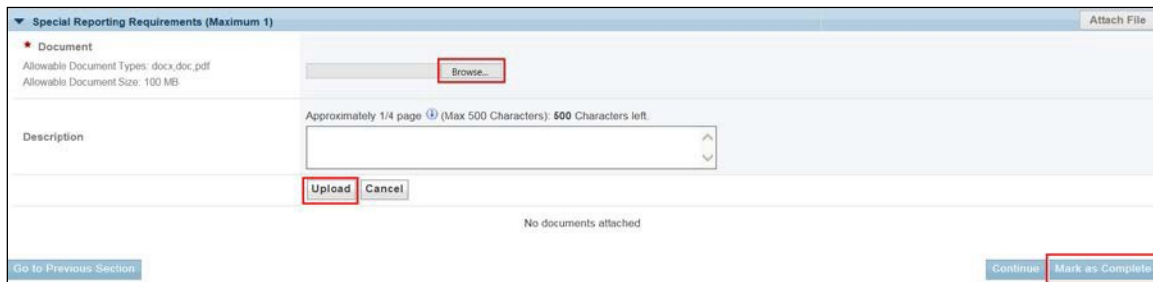 Special Reporting Requirements (Maximum 1)
Attach File
* Document
Allowable Document Types: docx,doc,pdf
Allowable Document Size: 100 MB
Browse...
Approximately 1/4 page (Max 500 Characters): 500 Characters left.
Description
Upload
Cancel
No documents attached
Go to Previous Section
Continue
Mark as Complete